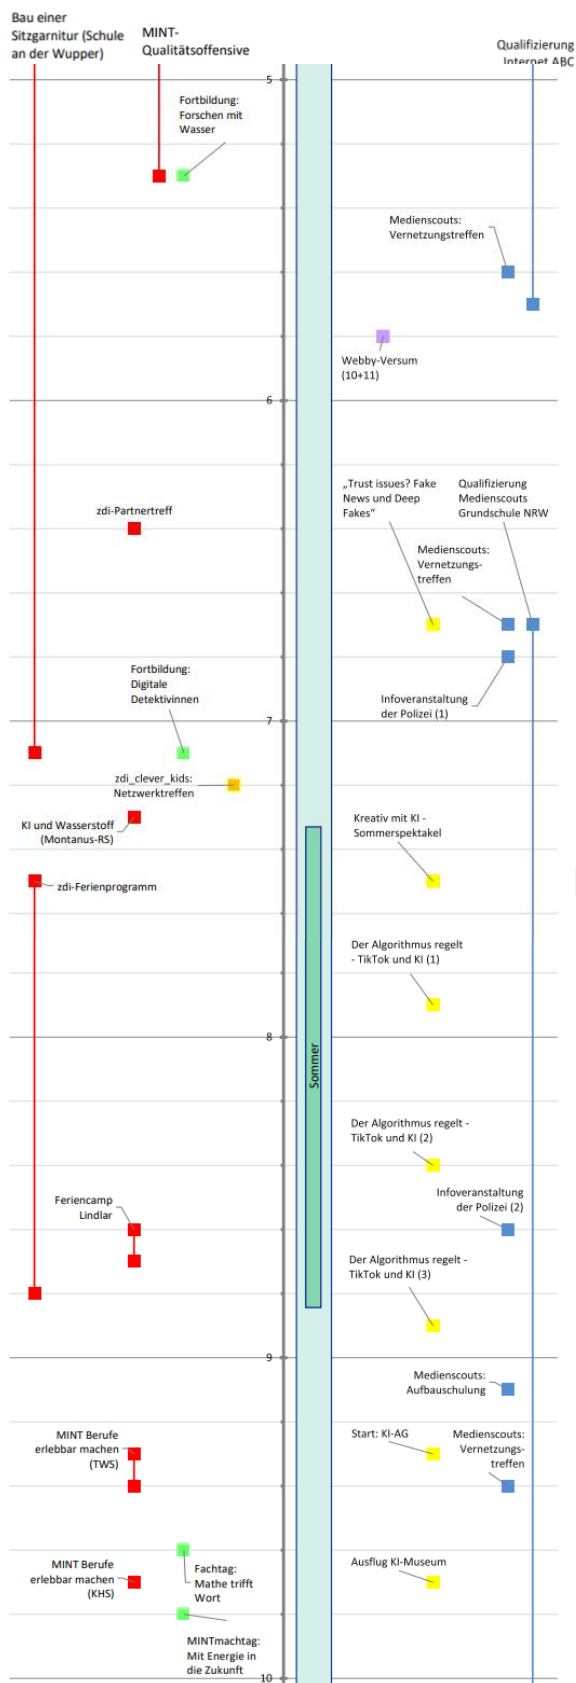 Bau einer
Sitzgarnitur (Schule
an der Wupper)
MINT-
Qualitätsoffensive
Qualifizierung
Internet ABC
5
Fortbildung:
Forschen mit
Wasser
Medienscouts:
Vernetzungstreffen
Webby-Versum
(10+11)
6
„Trust issues? Fake
News und Deep
Fakes“
Qualifizierung
Medienscouts
Grundschule NRW
zdi-Partnertreff
Medienscouts:
Vernetzungs-
treffen
Fortbildung:
Digitale
Detektivinnen
Infoveranstaltung
der Polizei (1)
7
zdi_clever_kids:
Netzwerktreffen
KI und Wasserstoff
(Montanus-RS)
Kreativ mit KI -
Sommerspektakel
zdi-Ferienprogramm
Der Algorithmus regelt
- TikTok und KI (1)
8
Sommer
Der Algorithmus regelt -
TikTok und KI (2)
Feriencamp
Lindlar
Infoveranstaltung
der Polizei (2)
Der Algorithmus regelt -
TikTok und KI (3)
9
Medienscouts:
Aufbauschulung
MINT Berufe
erlebbar machen
(TWS)
Start: KI-AG
Medienscouts:
Vernetzungs-
treffen
MINT Berufe
erlebbar machen
(KHS)
Fachtag:
Mathe trifft
Wort
Ausflug KI-Museum
MINTmachtag:
Mit Energie in
die Zukunft
10